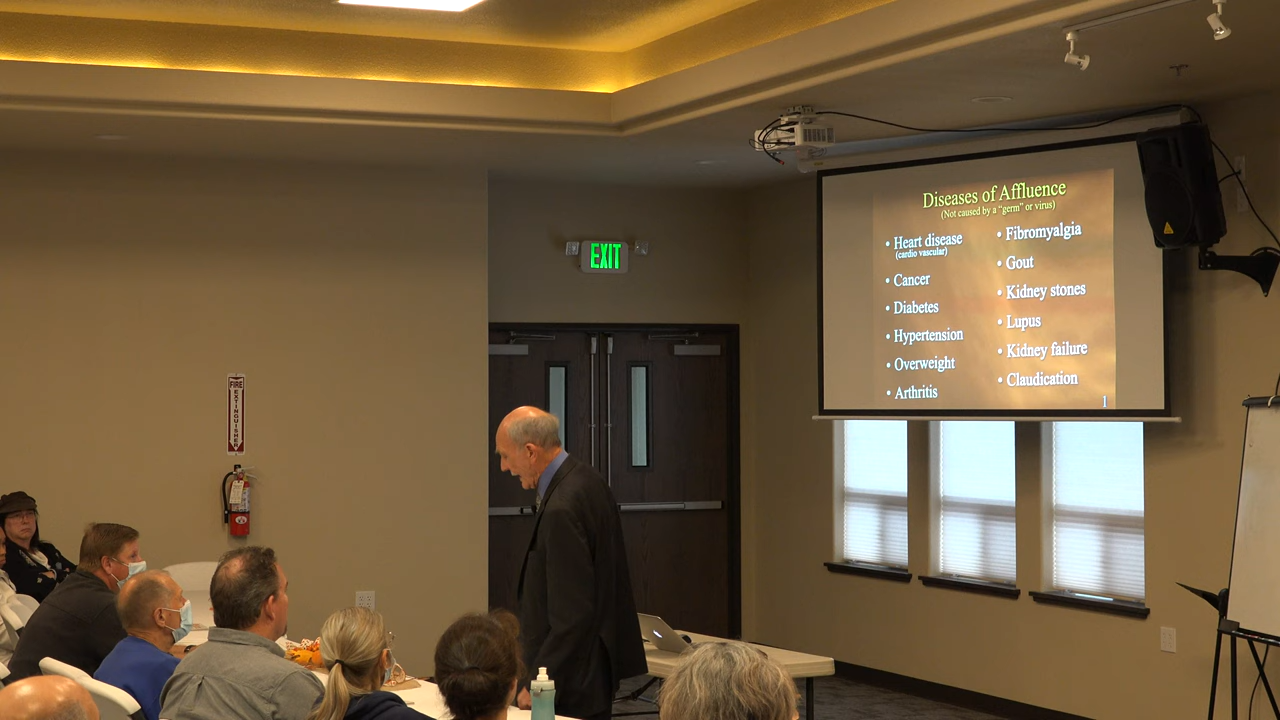 Diseases of Affluence
(Not caused by a "germ" or virus)
• Heart disease
(cardio vascular)
• Cancer
• Diabetes
• Hypertension
• Overweight
• Arthritis
• Fibromyalgia
• Gout
• Kidney stones
• Lupus
• Kidney failure
• Claudication
1
EXIT
FIRE
EXTINGUISHER